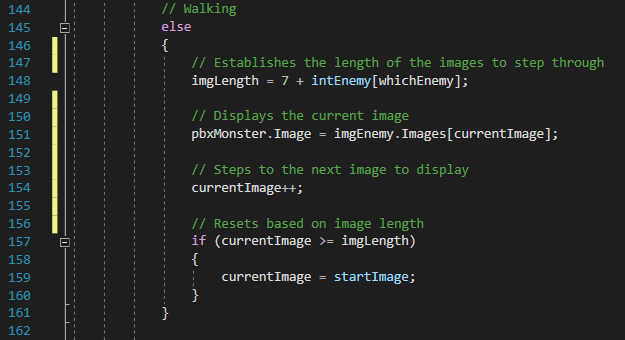 144 // Walking
145 else
146 {
147 // Establishes the length of the images to step through
148 imgLength = 7 + intEnemy[whichEnemy];
149
150 // Displays the current image
151 pbxMonster.Image = imgEnemy.Images[currentImage];
152
153 // Steps to the next image to display
154 currentImage++;
155
156 // Resets based on image length
157 if (currentImage >= imgLength)
158 {
159 currentImage = startImage;
160 }
161 }
162